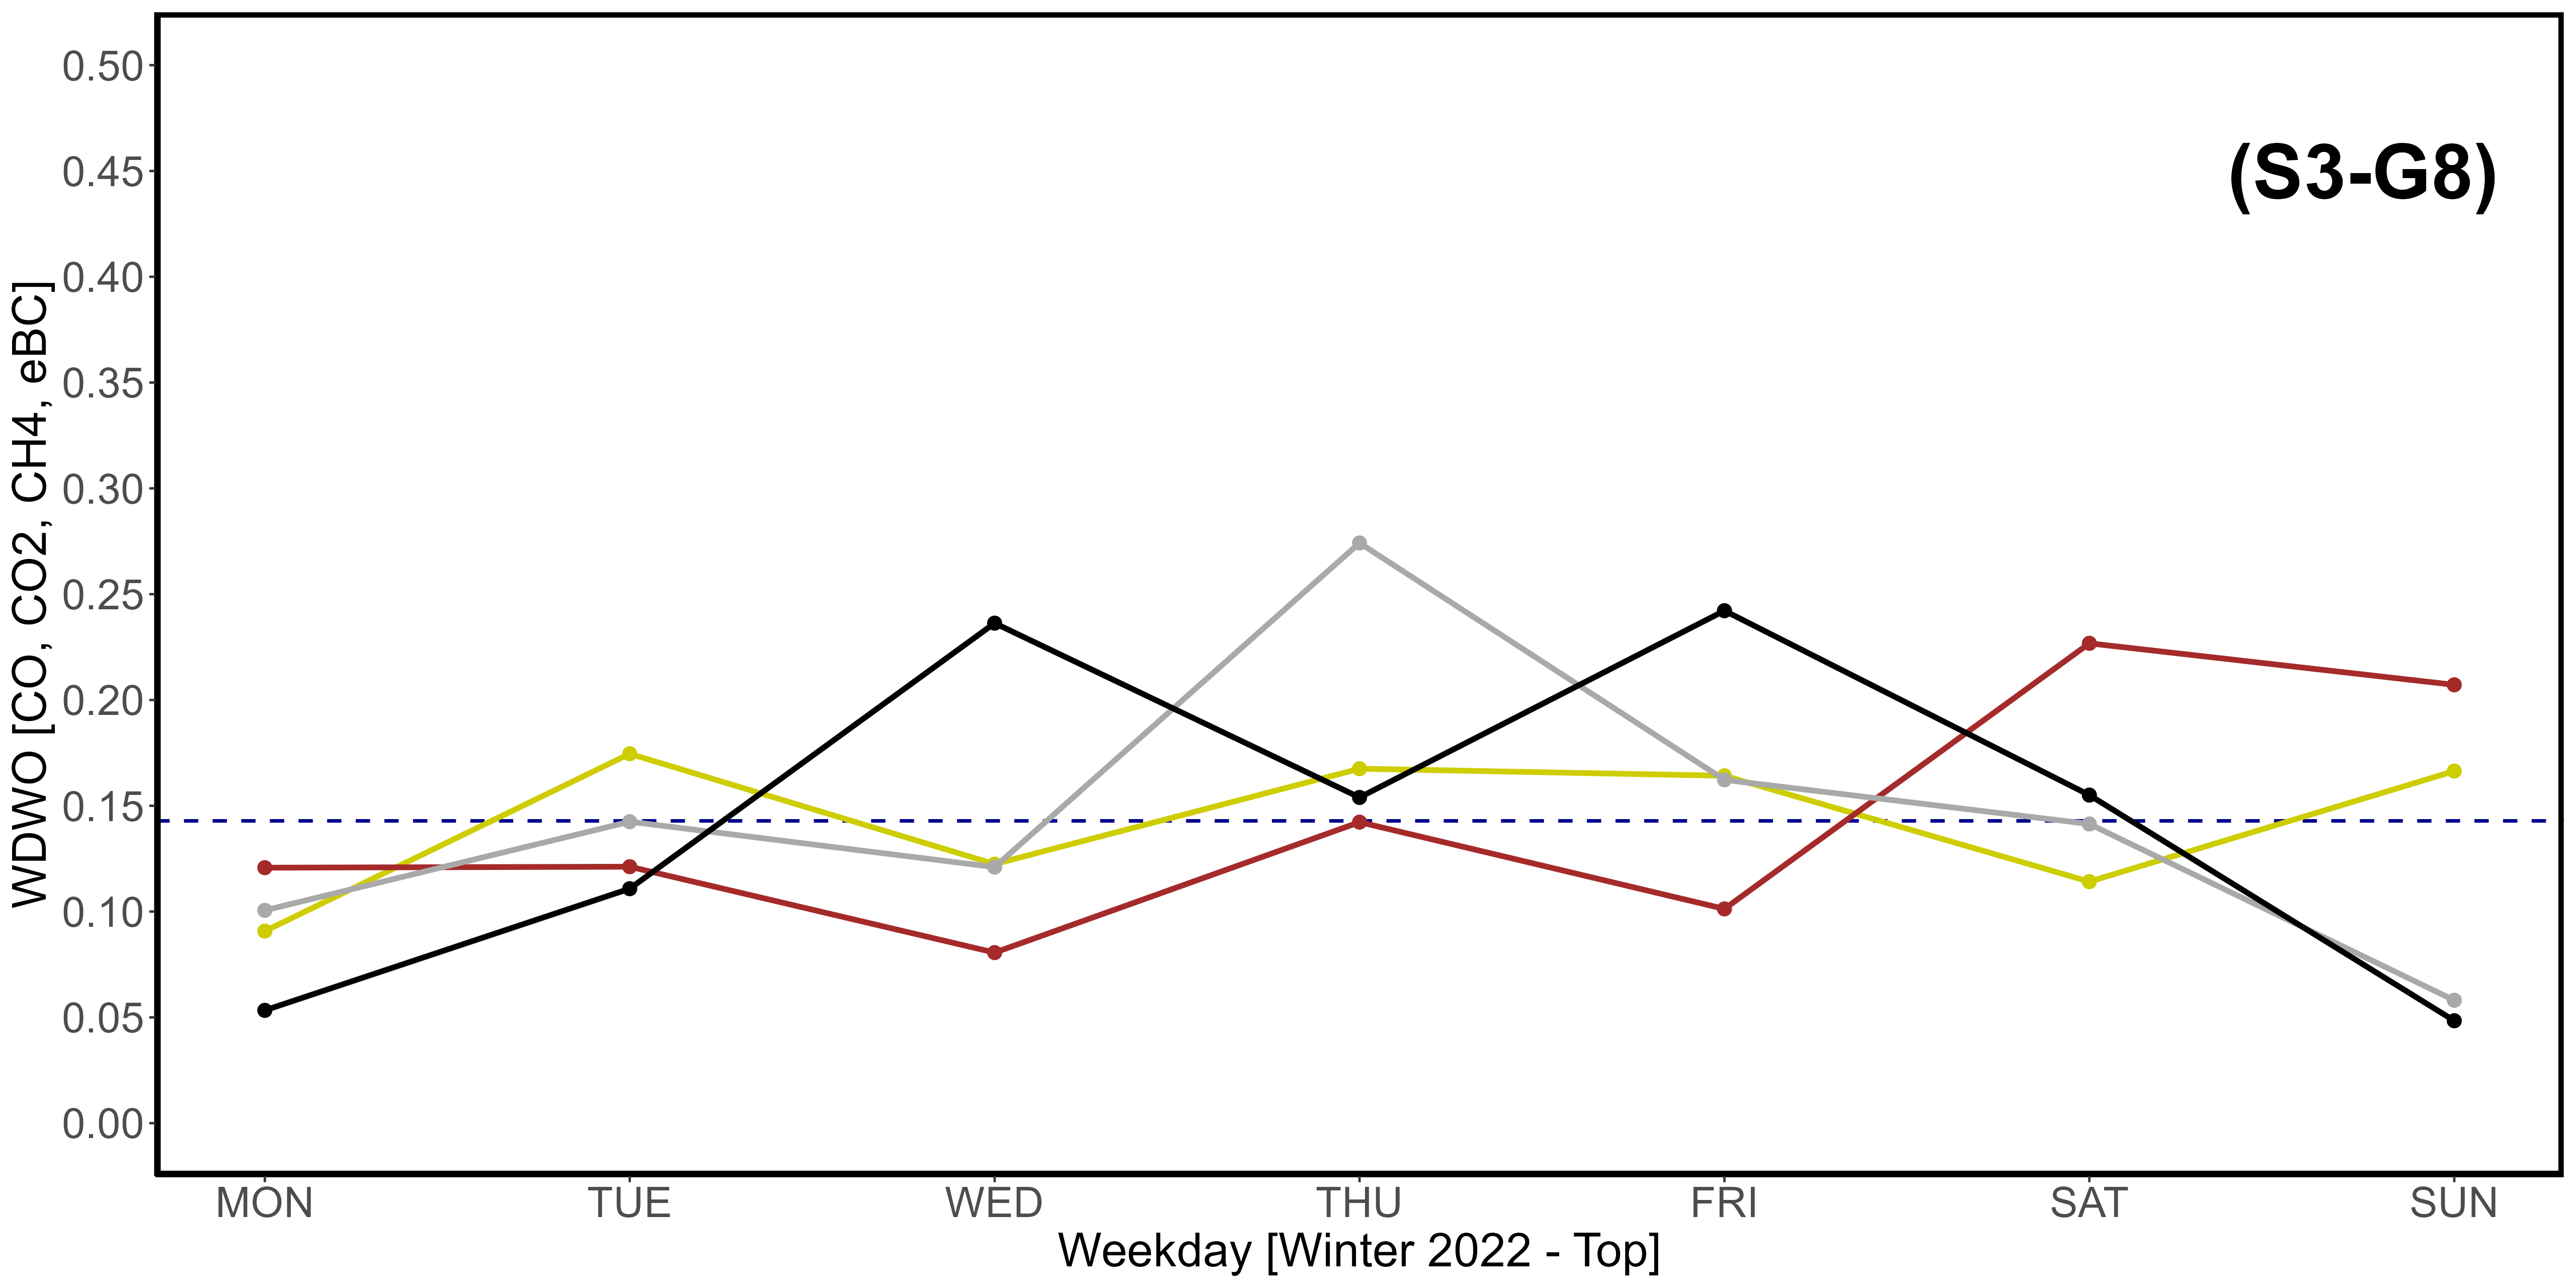 (S3-G8)
WDWO [CO, CO2, CH4, eBC]
0.50
0.45
0.40
0.35
0.30
0.25
0.20
0.15
0.10
0.05
0.00
MON TUE WED THU FRI SAT SUN
Weekday [Winter 2022 - Top]